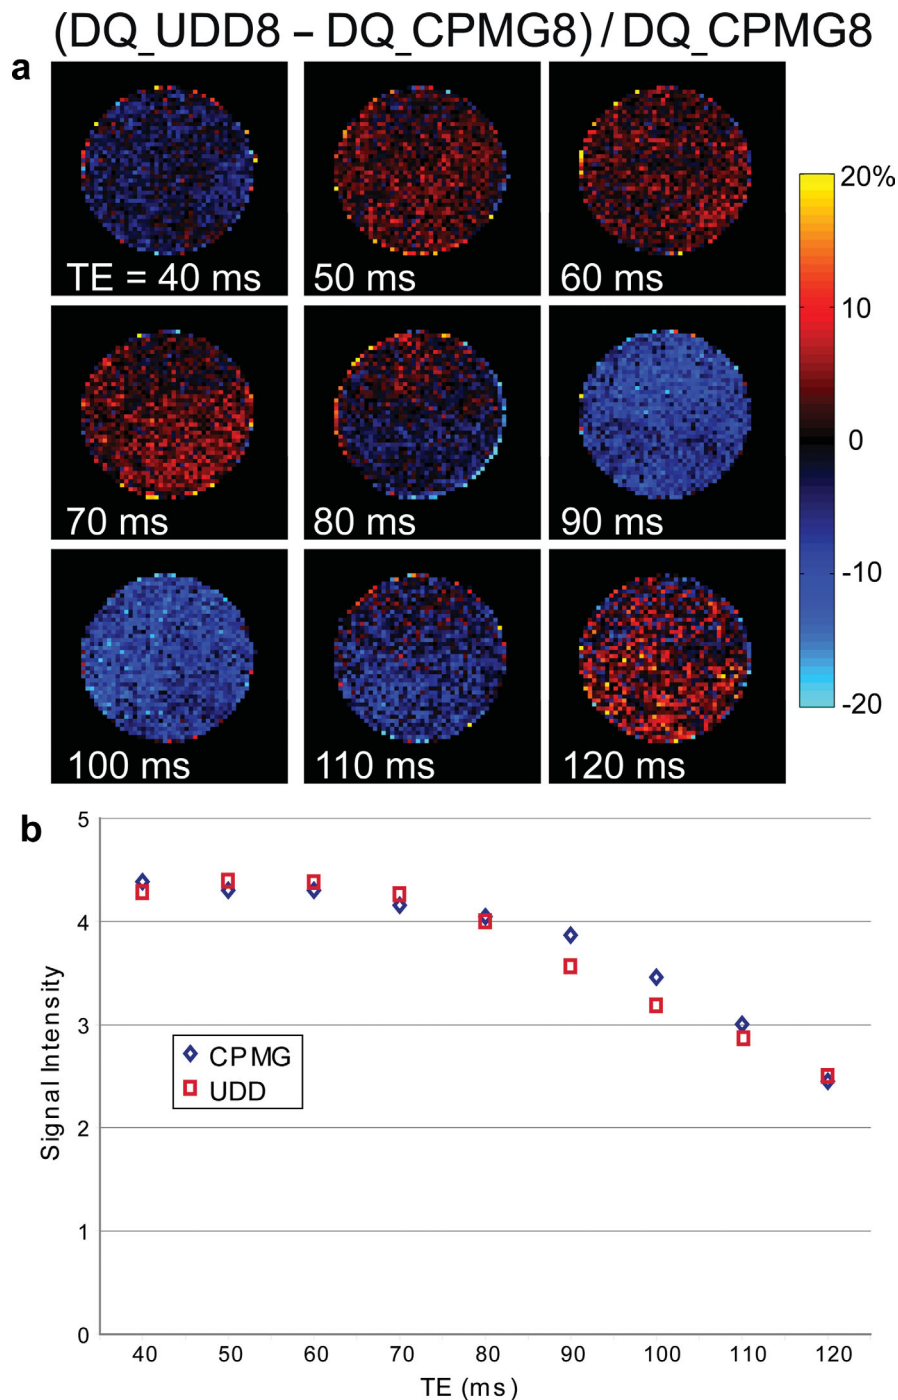 (DQ_UDD8 – DQ_CPMG8) / DQ_CPMG8
a
TE = 40 ms
50 ms
60 ms
70 ms
80 ms
90 ms
100 ms
110 ms
120 ms
20%
10
0
-10
-20
b
5
4
3
2
1
0
Signal Intensity
CPMG
UDD
40 50 60 70 80 90 100 110 120
TE (ms)